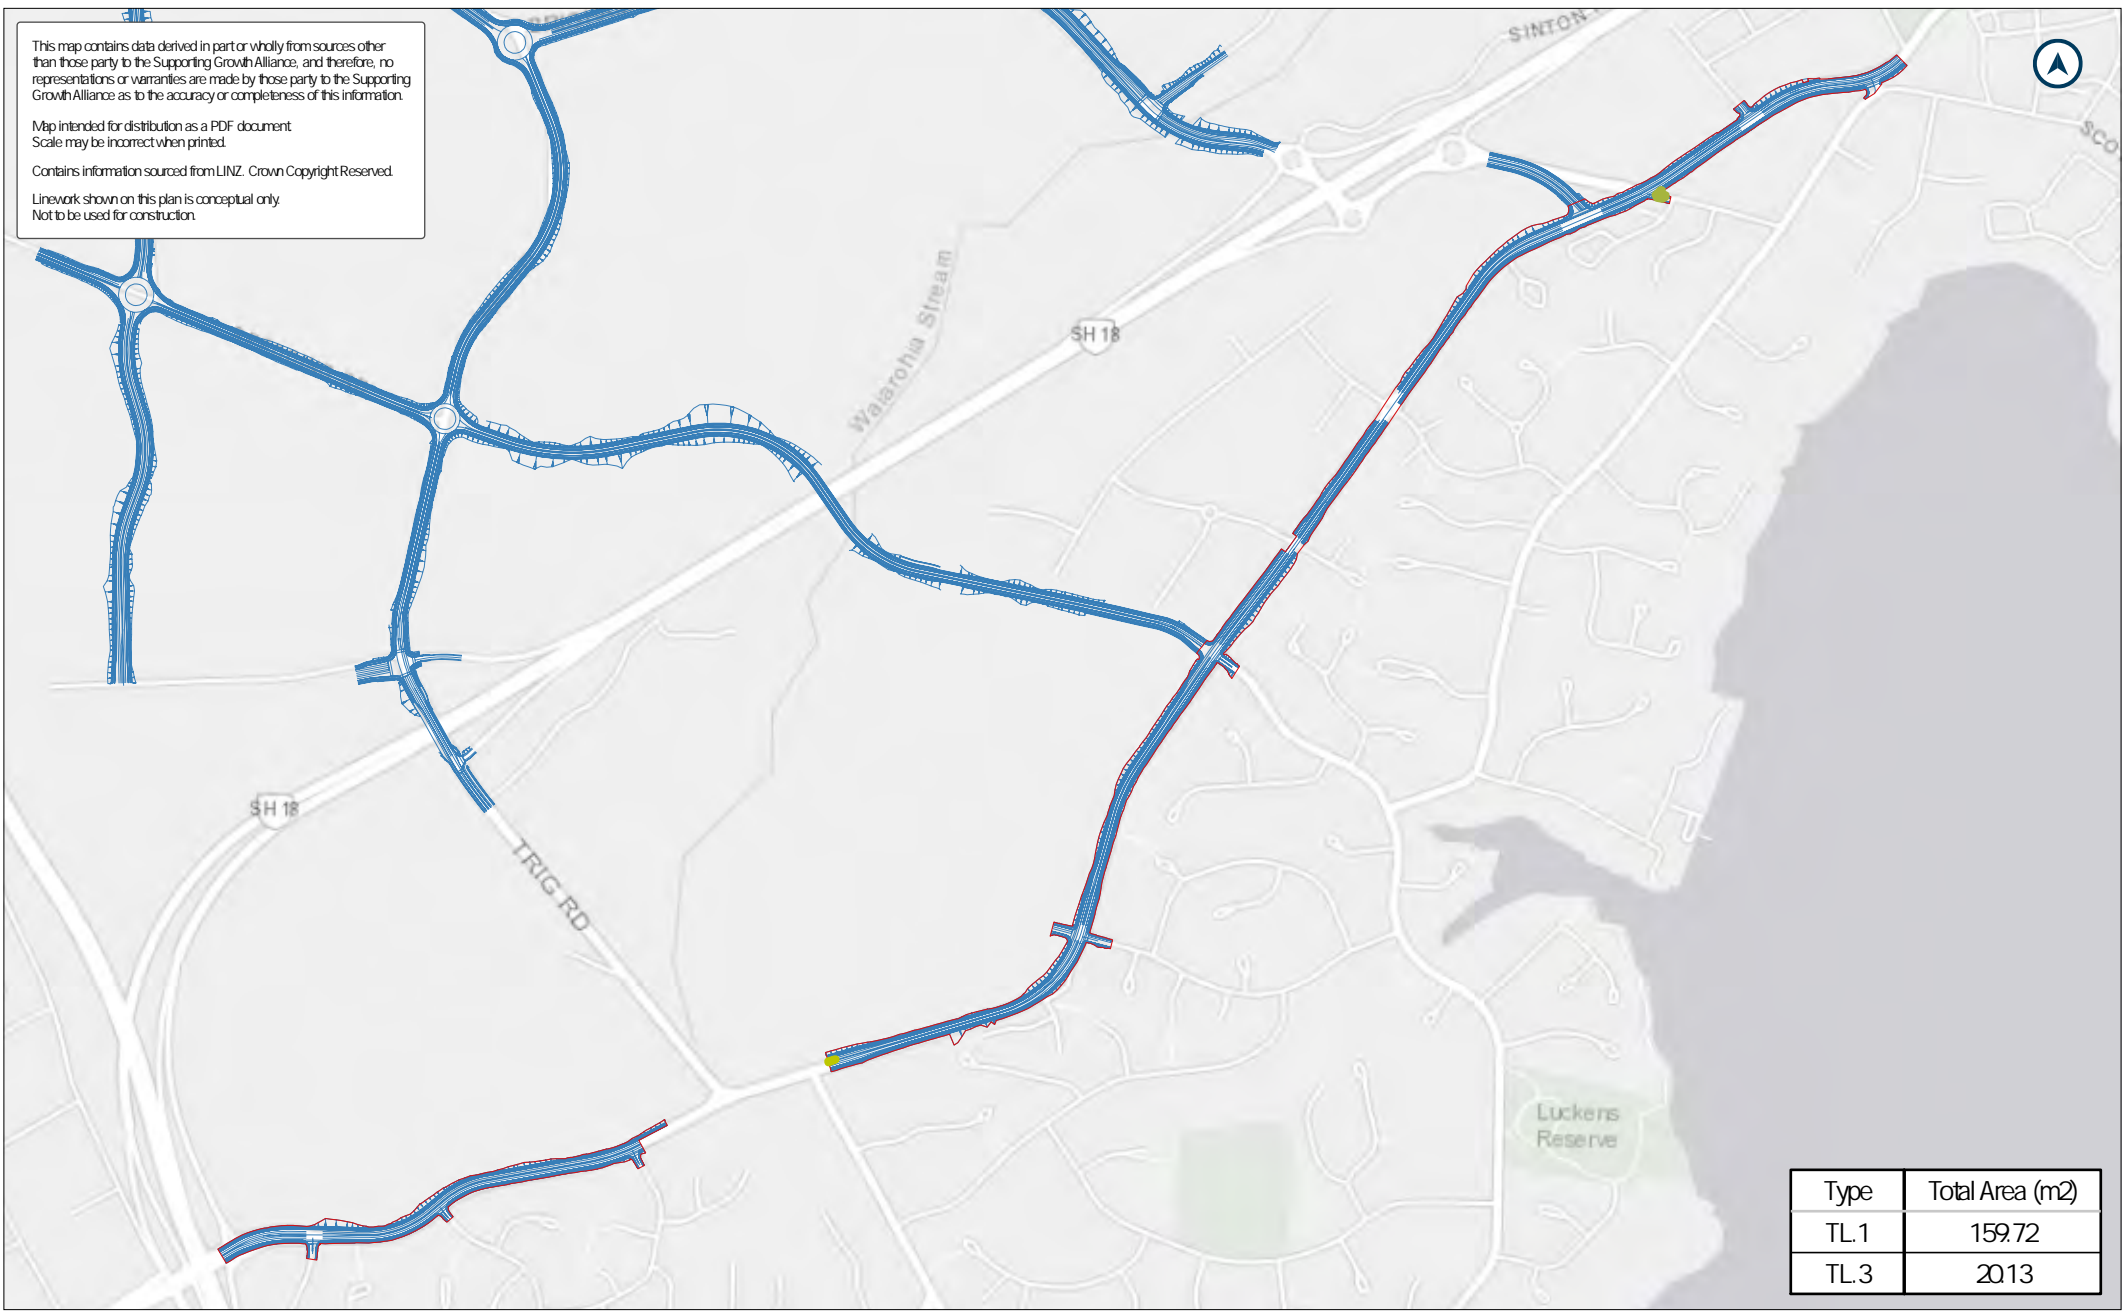 This map contains data derived in part or wholly from sources other
than those party to the Supporting Growth Alliance, and therefore, no
representations or warranties are made by those party to the Supporting
Growth Alliance as to the accuracy or completeness of this information.
Map intended for distribution as a PDF document
Scale may be incorrect when printed.
Contains information sourced from LINZ. Crown Copyright Reserved.
Linework shown on this plan is conceptual only.
Not to be used for construction.
SINTON
Waiarohia Stream
SH 18
SH 18
TRIG RD
Luckens
Reserve
Type Total Area (m2)
TL.1 159.72
TL.3 20.13